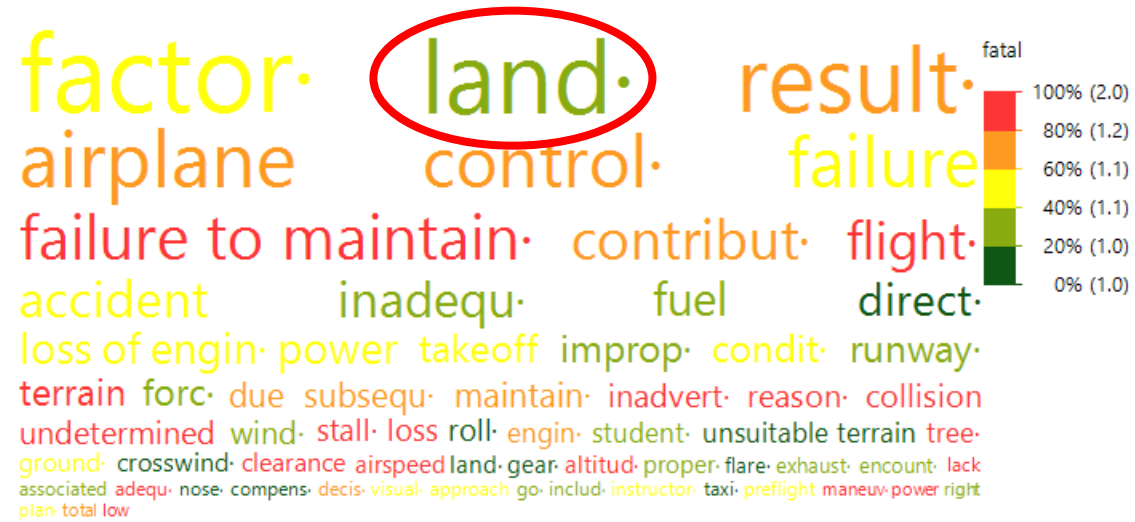 factor· land· result·
airplane control· failure
failure to maintain· contribut· flight·
accident inadequ· fuel direct·
loss of engin· power takeoff improp· condit· runway·
terrain forc· due subsequ· maintain· inadvert· reason· collision
undetermined wind· stall· loss roll· engin· student· unsuitable terrain tree·
ground· crosswind· clearance airspeed land· gear· altitud· proper· flare· exhaust· encount· lack
associated adequ· nose· compens· decis· visual· approach go· includ· instructor· taxi· preflight maneuv· power right
plan· total low
fatal
100% (2.0)
80% (1.2)
60% (1.1)
40% (1.1)
20% (1.0)
0% (1.0)